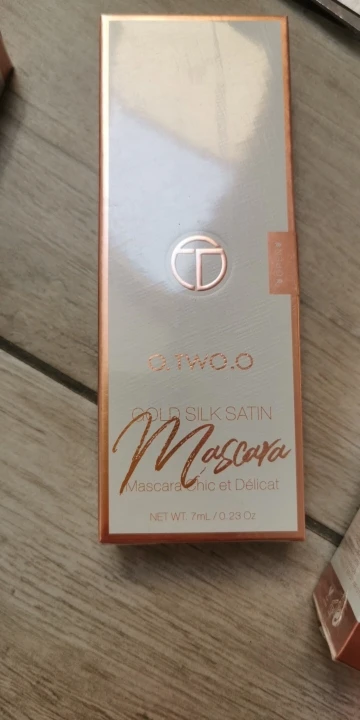 O.TWO.O
GOLD SILK SATIN
Mascara
Mascara Chic et Délicat
NET WT. 7mL / 0.23 Oz